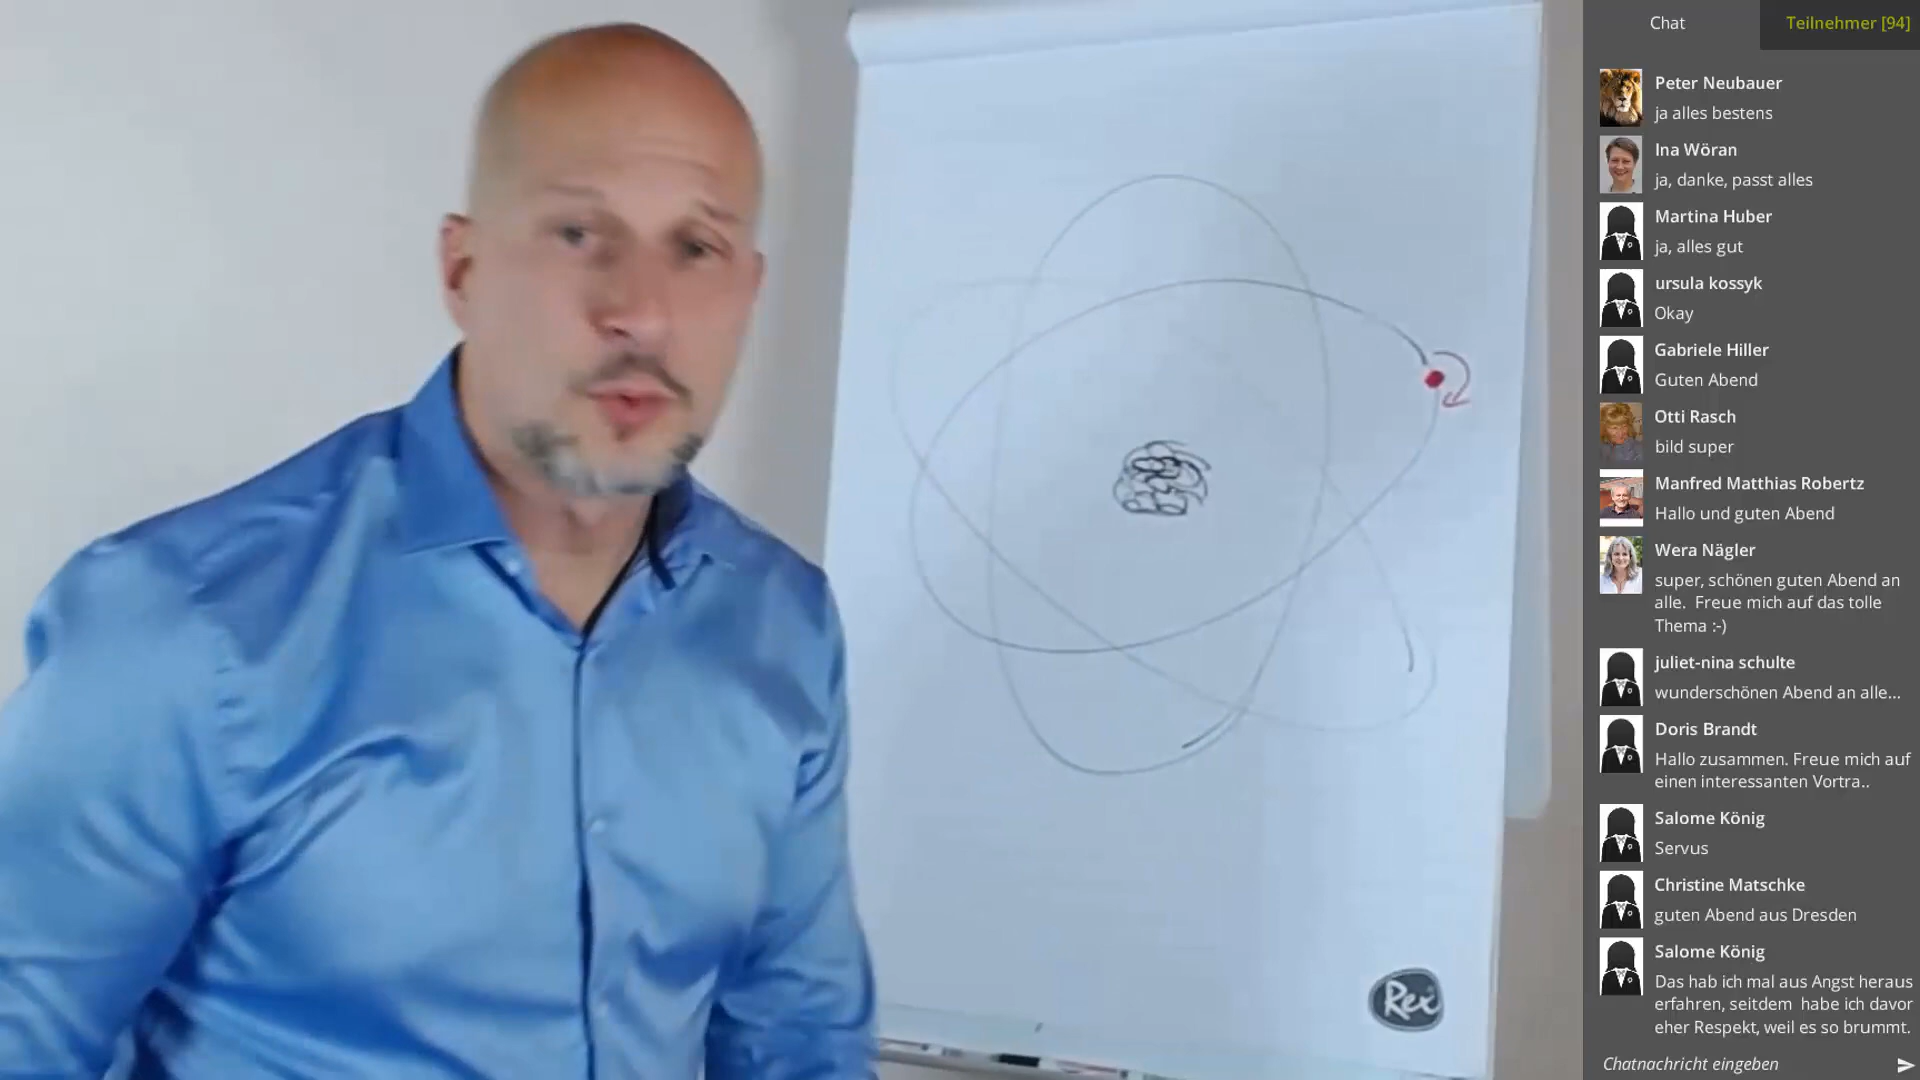 Chat
Teilnehmer [94]
Peter Neubauer
ja alles bestens
Ina Wöran
ja, danke, passt alles
Martina Huber
ja, alles gut
ursula kossyk
Okay
Gabriele Hiller
Guten Abend
Otti Rasch
bild super
Manfred Matthias Robertz
Hallo und guten Abend
Wera Nägler
super, schönen guten Abend an
alle. Freue mich auf das tolle
Thema :-)
juliet-nina schulte
wunderschönen Abend an alle...
Doris Brandt
Hallo zusammen. Freue mich auf
einen interessanten Vortra..
Salome König
Servus
Christine Matschke
guten Abend aus Dresden
Salome König
Das hab ich mal aus Angst heraus
erfahren, seitdem habe ich davor
eher Respekt, weil es so brummt.
Chatnachricht eingeben
Rex